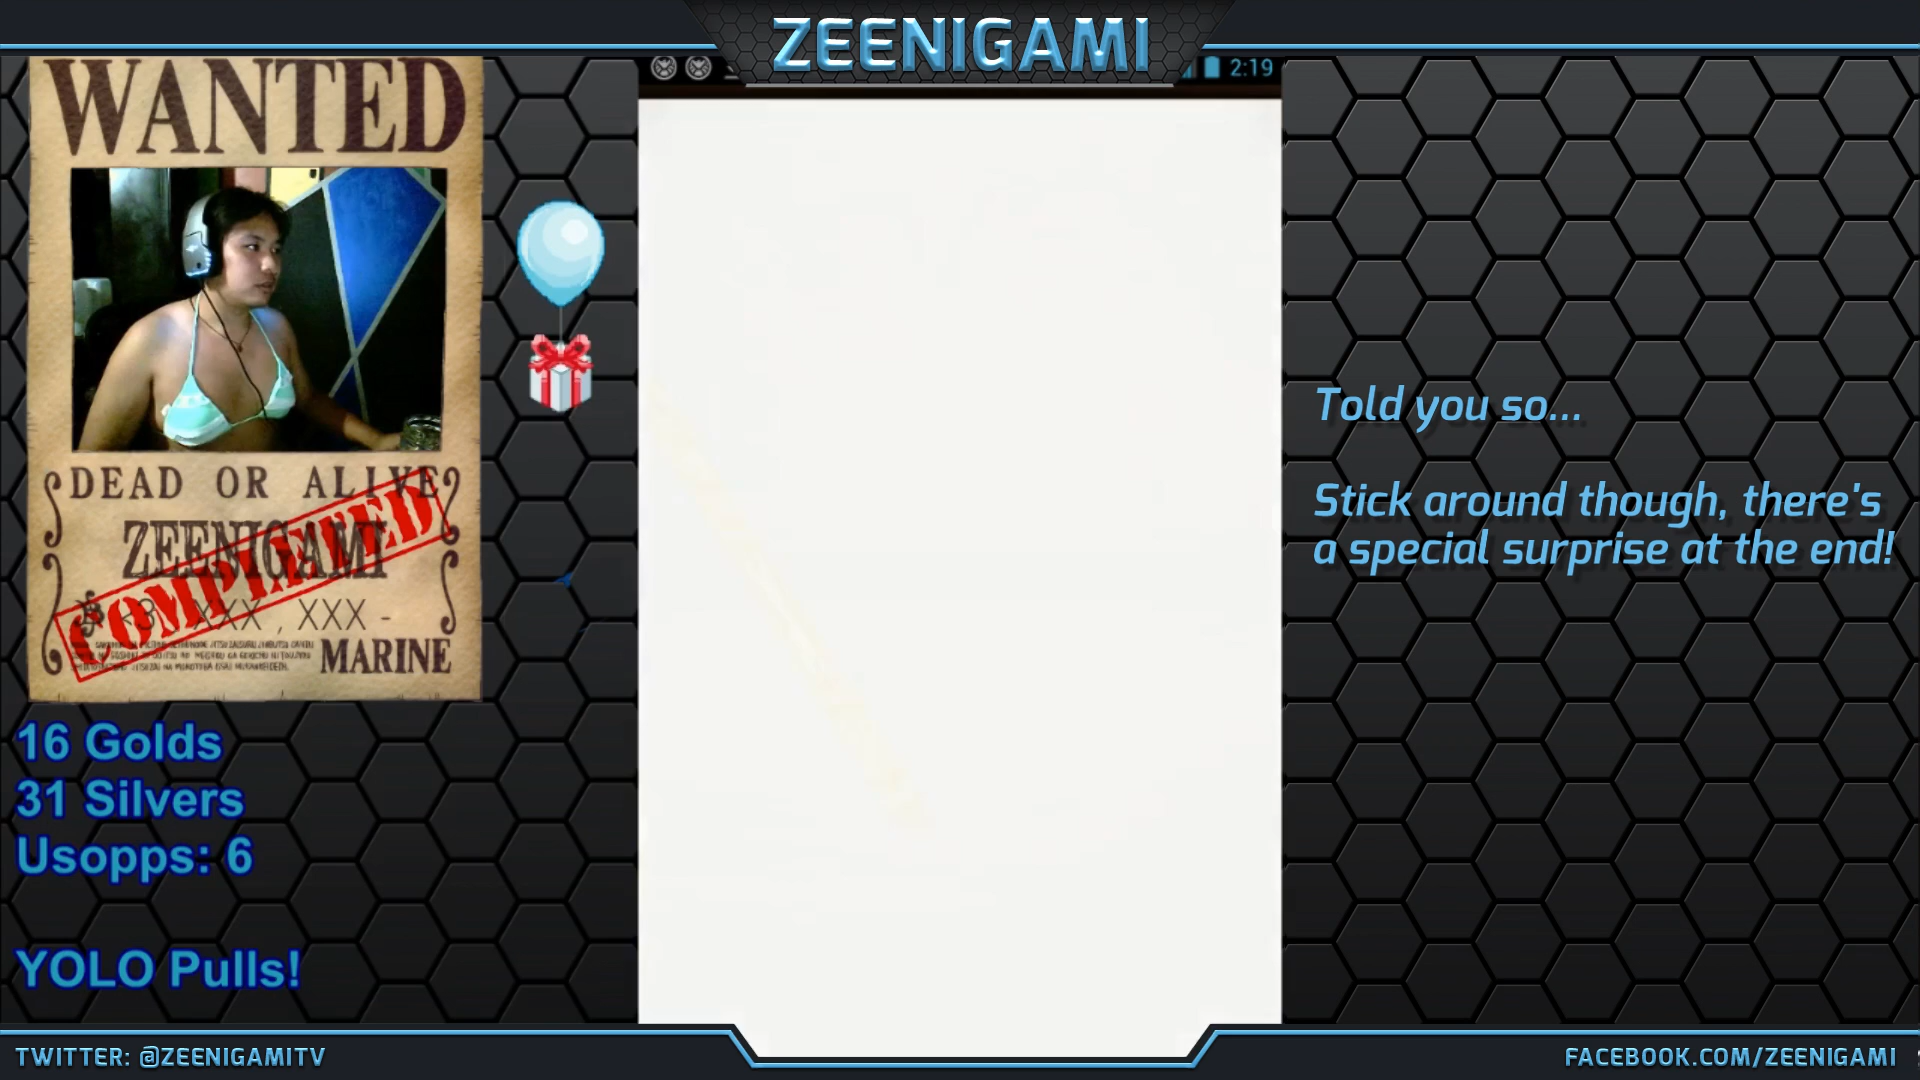 ZEENIGAMI
2:19
WANTED
DEAD OR ALIVE
ZEENIGAMI
COMPLETED
XXX, XXX -
MARINE
16 Golds
31 Silvers
Usopps: 6
YOLO Pulls!
Told you so...
Stick around though, there's
a special surprise at the end!
TWITTER: @ZEENIGAMITV
FACEBOOK.COM/ZEENIGAMI